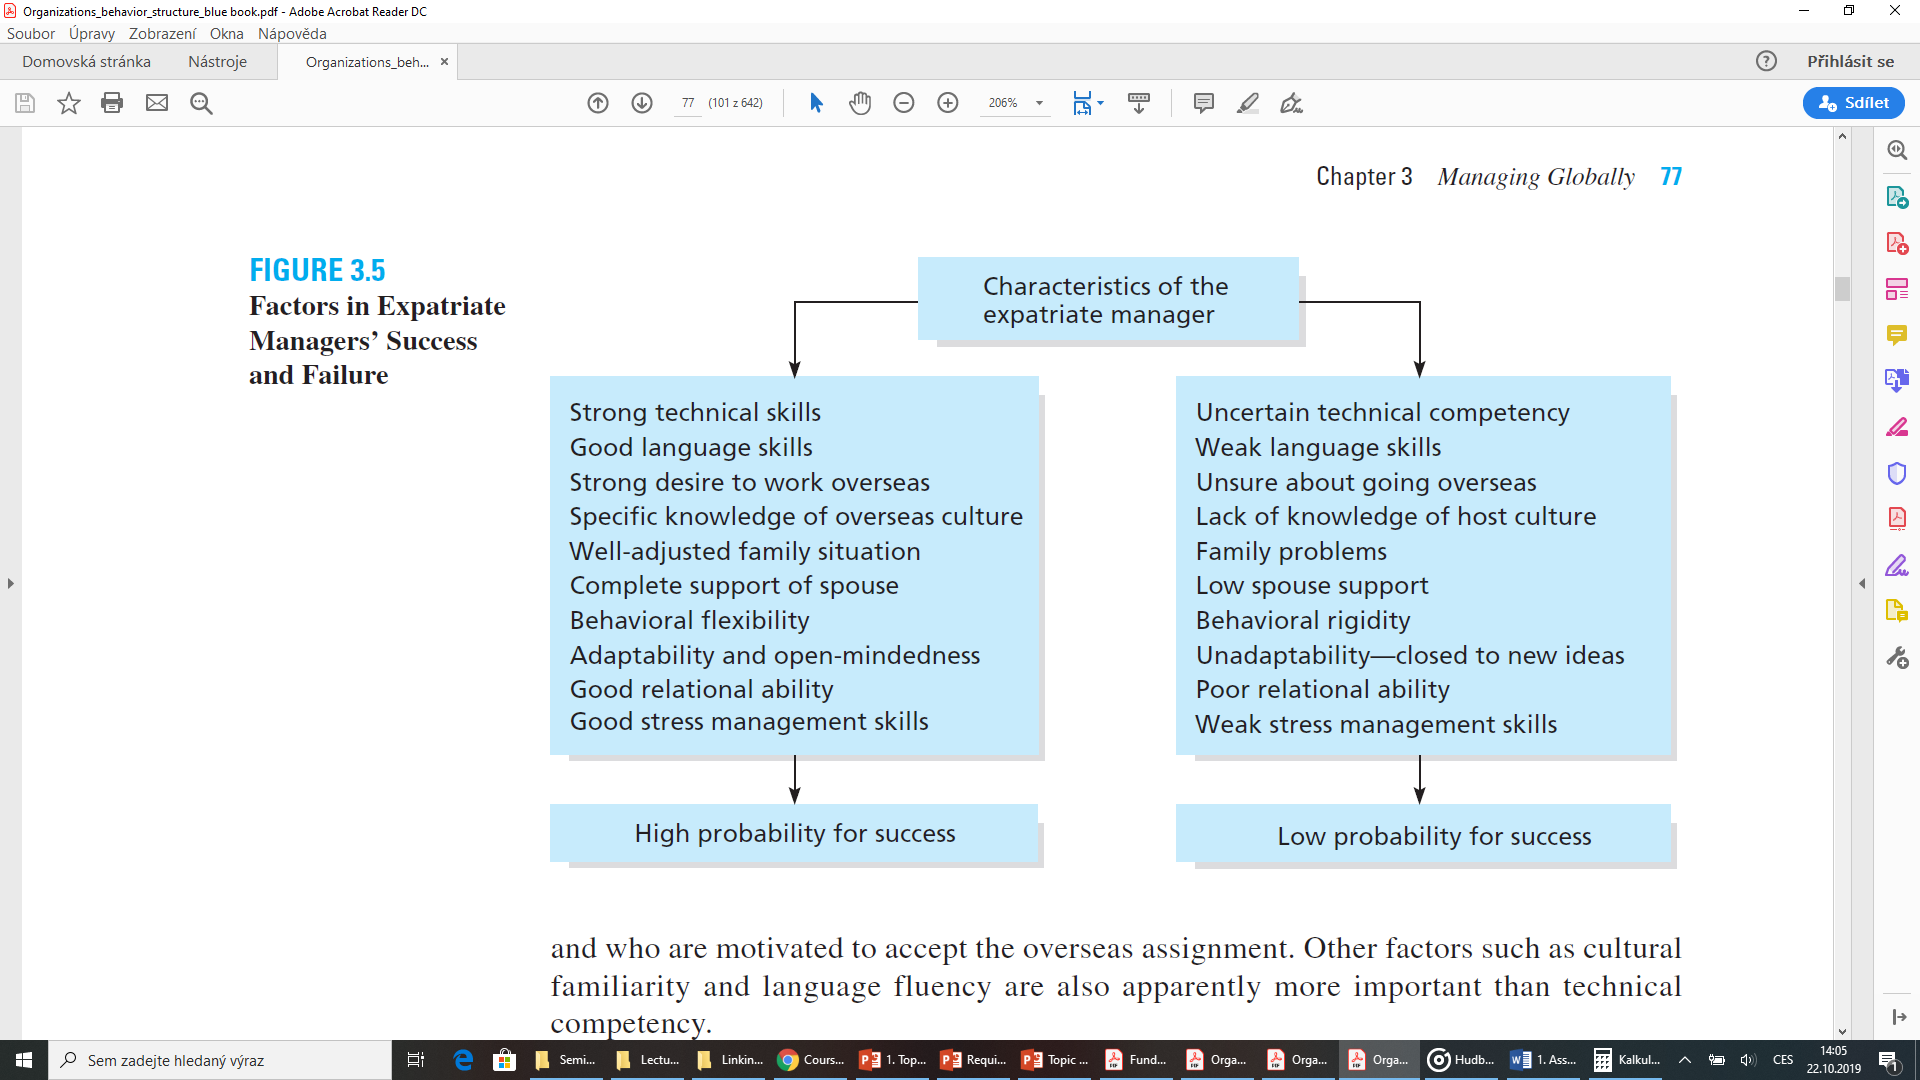 Organizations_behavior_structure_blue book.pdf - Adobe Acrobat Reader DC
Soubor Úpravy Zobrazení Okna Nápověda
Domovská stránka Nástroje Organizations_beh... × Přihlásit se
77 (101 z 642) 206% Sdílet
Chapter 3 Managing Globally 77
FIGURE 3.5
Factors in Expatriate
Managers’ Success
and Failure
Characteristics of the
expatriate manager
Strong technical skills
Good language skills
Strong desire to work overseas
Specific knowledge of overseas culture
Well-adjusted family situation
Complete support of spouse
Behavioral flexibility
Adaptability and open-mindedness
Good relational ability
Good stress management skills
Uncertain technical competency
Weak language skills
Unsure about going overseas
Lack of knowledge of host culture
Family problems
Low spouse support
Behavioral rigidity
Unadaptability—closed to new ideas
Poor relational ability
Weak stress management skills
High probability for success
Low probability for success
and who are motivated to accept the overseas assignment. Other factors such as cultural
familiarity and language fluency are also apparently more important than technical
competency.
Sem zadejte hledaný výraz
Semi... Lectu... Linkin... Cours... 1. Top... Requi... Topic ... Fund... Orga... Orga... Orga... Hudb... 1. Ass... Kalkul... CES
14:05
22.10.2019
1